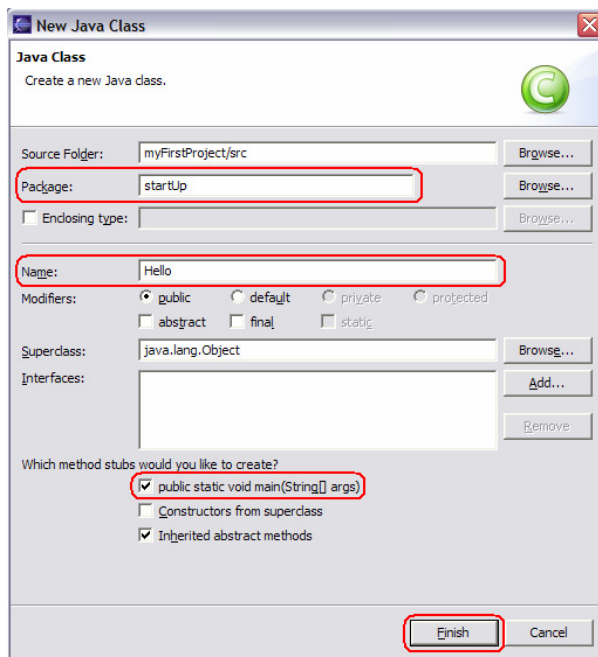 New Java Class
Java Class
Create a new Java class.
Source Folder: myFirstProject/src Browse...
Package: startUp Browse...
Enclosing type: Browse...
Name: Hello
Modifiers: public default private protected
abstract final static
Superclass: java.lang.Object Browse...
Interfaces: Add...
Remove
Which method stubs would you like to create?
public static void main(String[] args)
Constructors from superclass
Inherited abstract methods
Finish Cancel